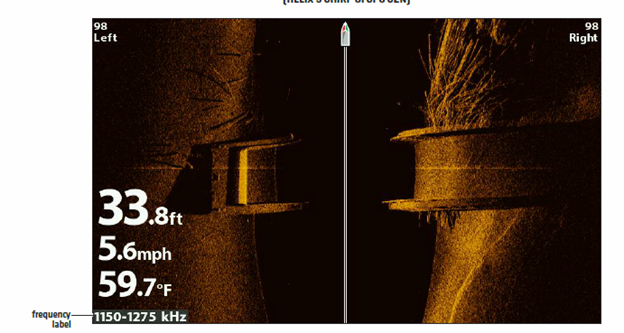 98
Left
98
Right
33.8ft
5.6mph
59.7°F
frequency
label
1150-1275 kHz